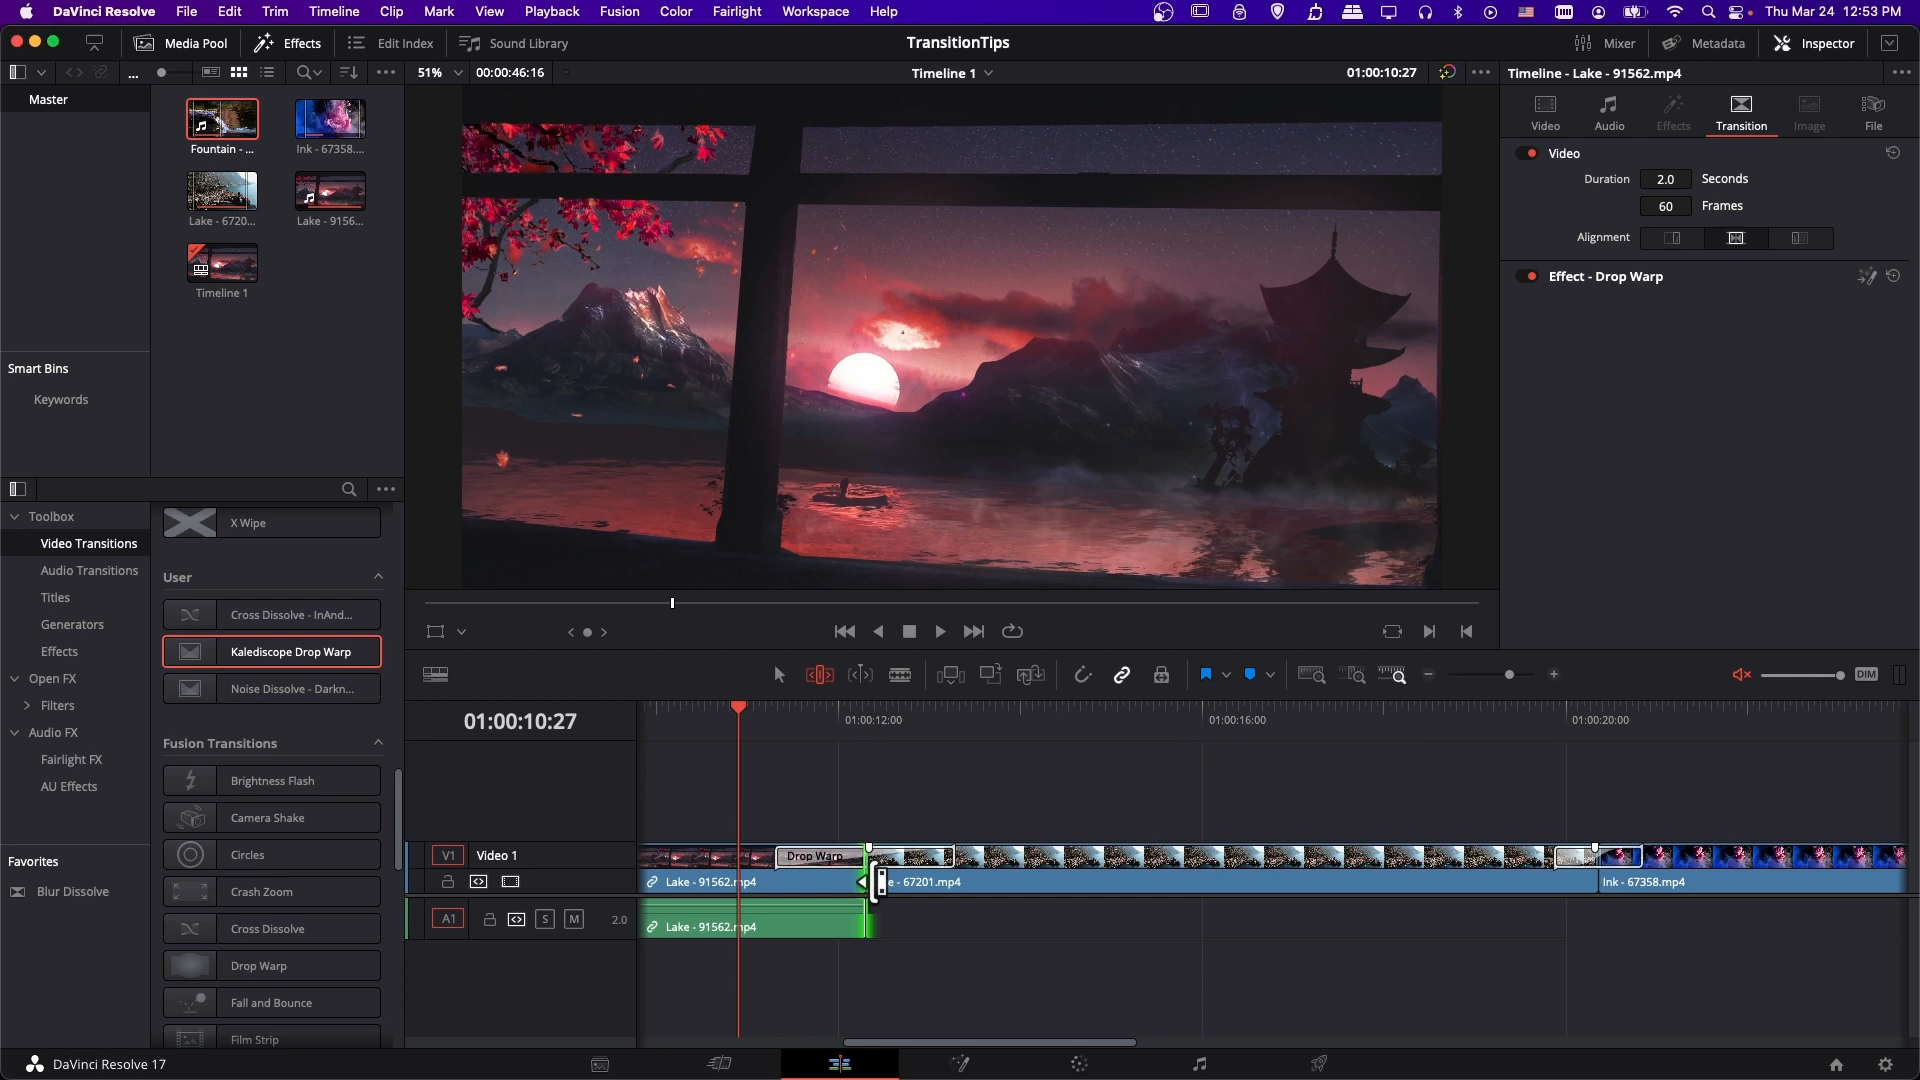 DaVinci Resolve File Edit Trim Timeline Clip Mark View Playback Fusion Color Fairlight Workspace Help Thu Mar 24 12:53 PM
Media Pool Effects Edit Index Sound Library TransitionTips Mixer Metadata Inspector
51% 00:00:46:16 Timeline 1 01:00:10:27 Timeline - Lake - 91562.mp4
Master
Fountain - ...
Ink - 67358....
Lake - 6720...
Lake - 9156...
Timeline 1
Smart Bins
Keywords
Video Audio Effects Transition Image File
Video
Duration 2.0 Seconds
60 Frames
Alignment
Effect - Drop Warp
Toolbox
Video Transitions
Audio Transitions
Titles
Generators
Effects
Open FX
Filters
Audio FX
Fairlight FX
AU Effects
Favorites
Blur Dissolve
X Wipe
User
Cross Dissolve - InAnd...
Kalediscope Drop Warp
Noise Dissolve - Darkn...
Fusion Transitions
Brightness Flash
Camera Shake
Circles
Crash Zoom
Cross Dissolve
Drop Warp
Fall and Bounce
Film Strip
DIM
01:00:10:27 01:00:12:00 01:00:16:00 01:00:20:00
V1 Video 1 Drop Warp
Lake - 91562.mp4 e - 67201.mp4 Ink - 67358.mp4
A1 S M 2.0 Lake - 91562.mp4
DaVinci Resolve 17